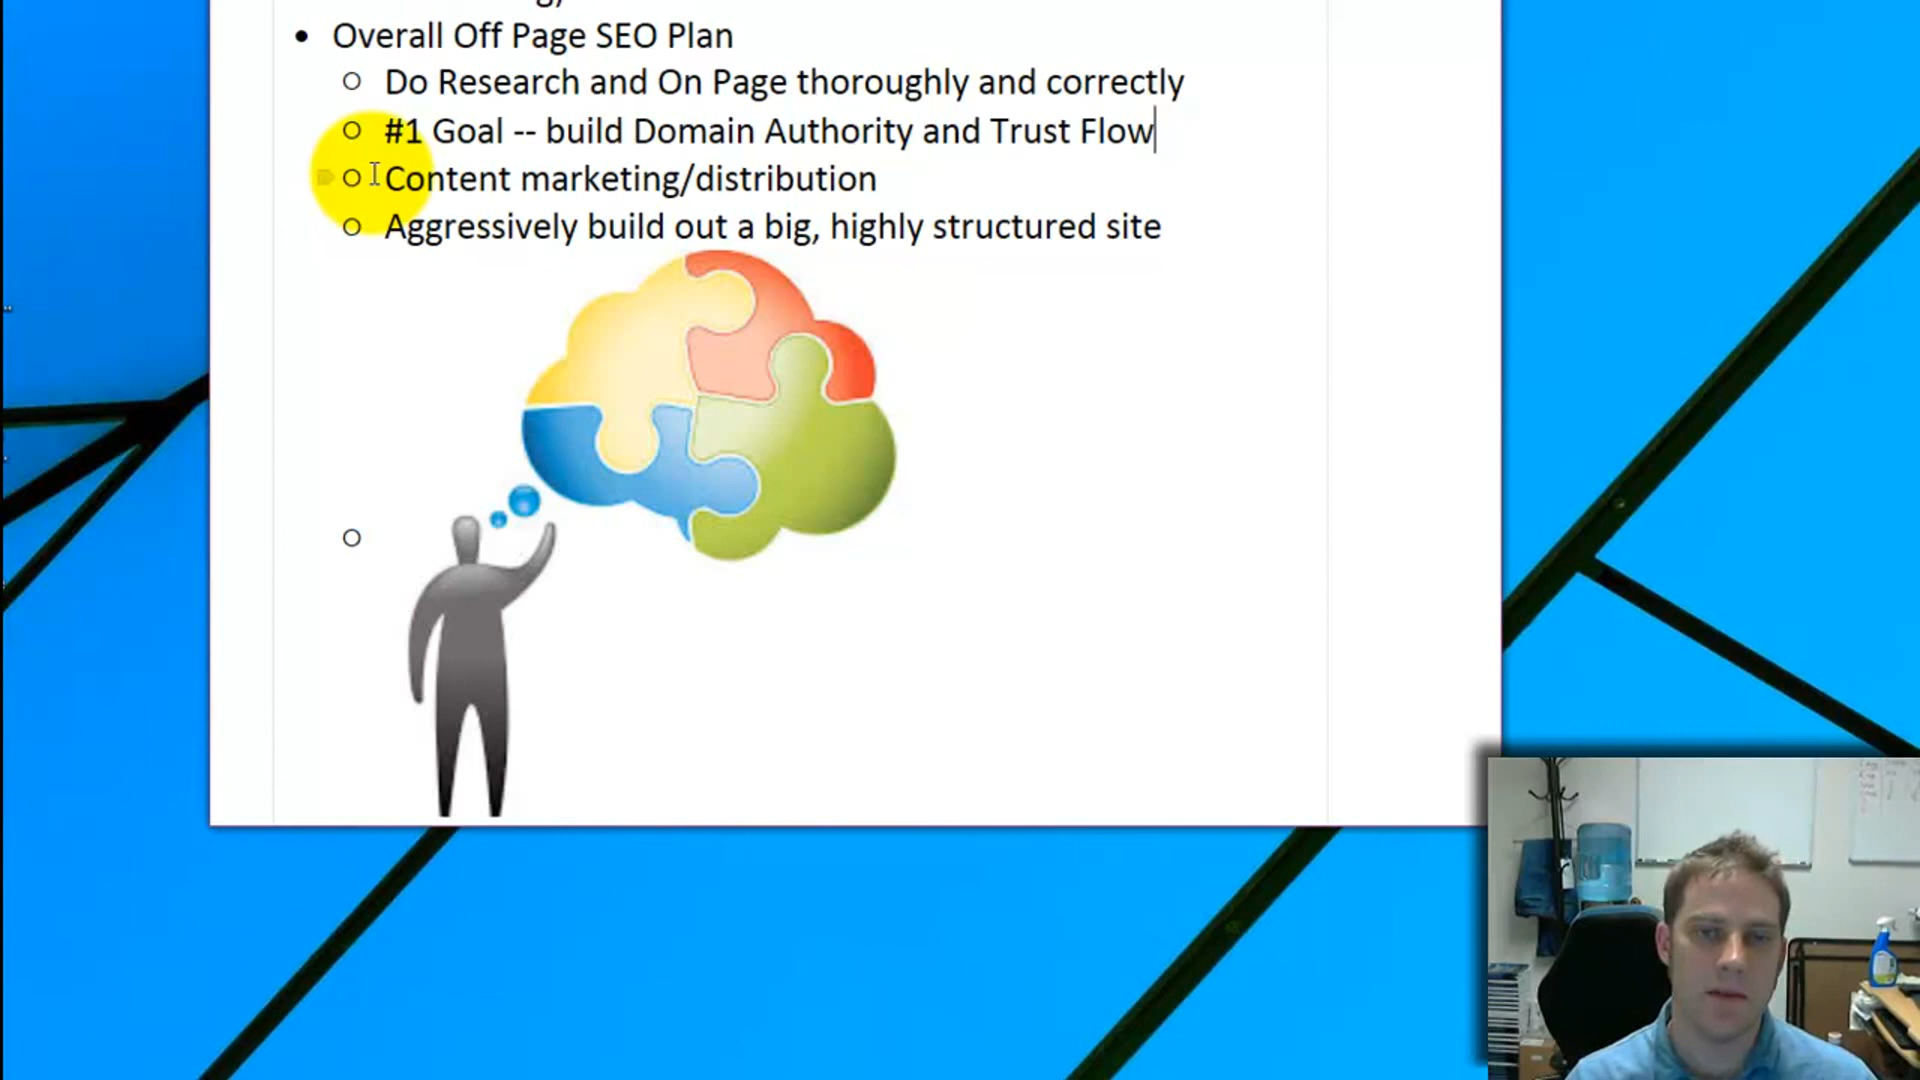 Overall Off Page SEO Plan
Do Research and On Page thoroughly and correctly
#1 Goal -- build Domain Authority and Trust Flow
Content marketing/distribution
Aggressively build out a big, highly structured site